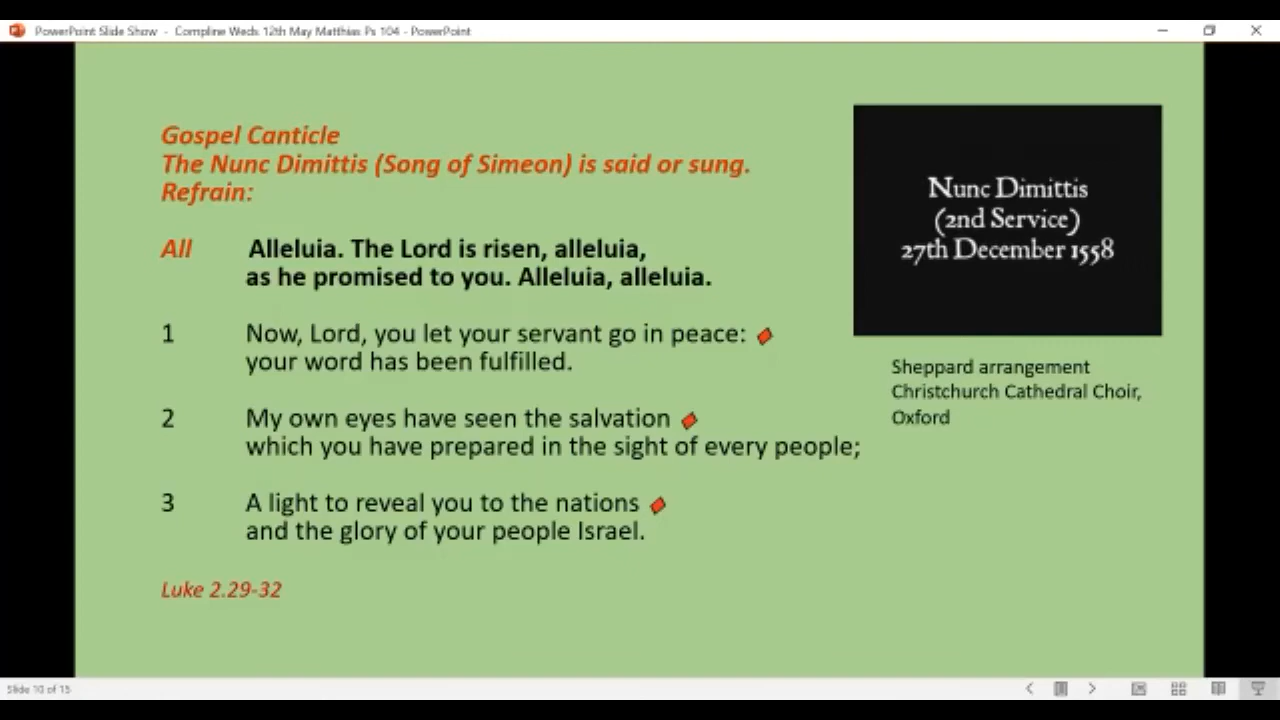 PowerPoint Slide Show - Compline Weds 12th May Matthias Ps 104 - PowerPoint
Gospel Canticle
The Nunc Dimittis (Song of Simeon) is said or sung.
Refrain:
All Alleluia. The Lord is risen, alleluia,
as he promised to you. Alleluia, alleluia.
1 Now, Lord, you let your servant go in peace:
your word has been fulfilled.
2 My own eyes have seen the salvation
which you have prepared in the sight of every people;
3 A light to reveal you to the nations
and the glory of your people Israel.
Luke 2.29-32
Nunc Dimittis
(2nd Service)
27th December 1558
Sheppard arrangement
Christchurch Cathedral Choir,
Oxford
Slide 10 of 15